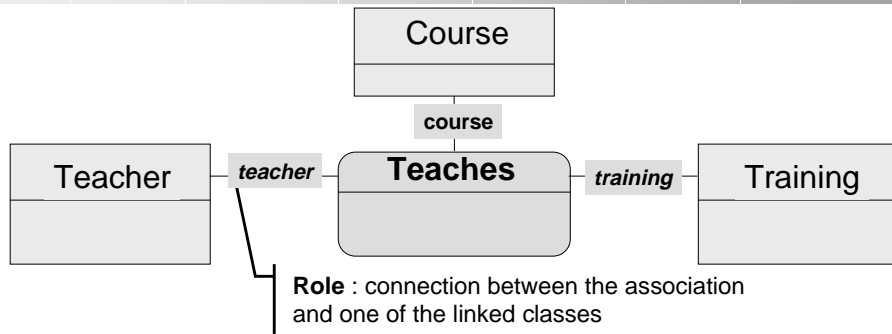 Course
course
Teacher
teacher
Teaches
training
Training
Role : connection between the association
and one of the linked classes